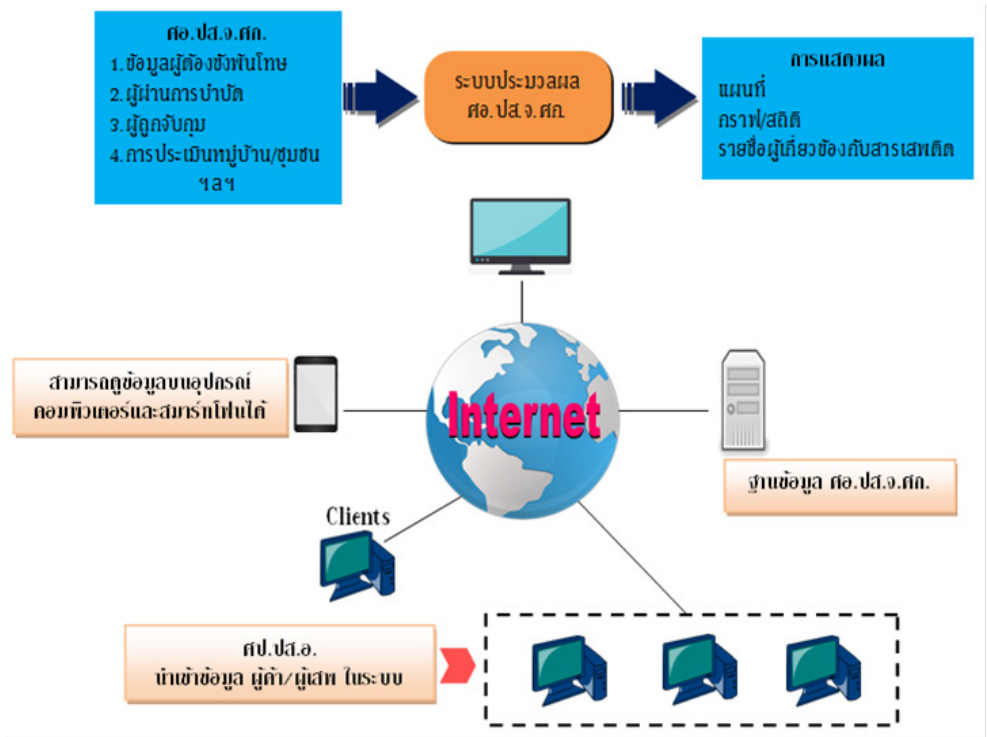 ศอ.ปส.จ.ศก.
1.ข้อมูลผู้ต้องขังพ้นโทษ
2.ผู้ผ่านการบำบัด
3.ผู้ถูกจับกุม
4.การประเมินหมู่บ้าน/ชุมชน
ฯลฯ
ระบบประมวลผล
ศอ.ปส.จ.ศก.
การแสดงผล
แผนที่
กราฟ/สถิติ
รายชื่อผู้เกี่ยวข้องกับสารเสพติด
สามารถดูข้อมูลบนอุปกรณ์
คอมพิวเตอร์และสมาร์ทโฟนได้
Internet
ฐานข้อมูล ศอ.ปส.จ.ศก.
Clients
ศป.ปส.อ.
นำเข้าข้อมูล ผู้ค้า/ผู้เสพ ในระบบ